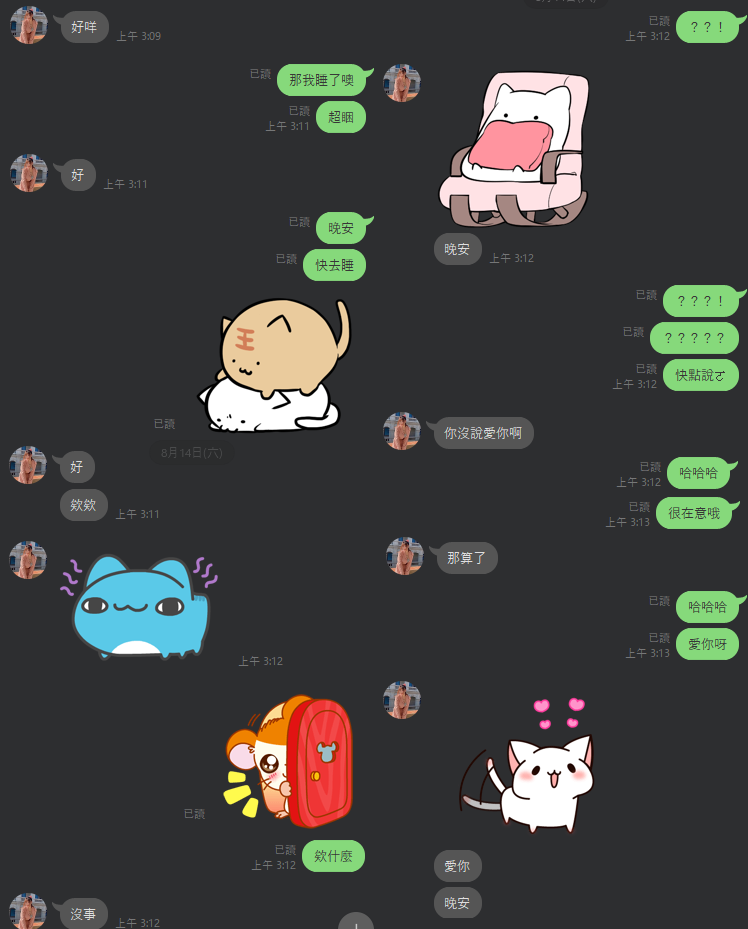 好咩
上午 3:09
已讀
那我睡了噢
已讀
上午 3:11
超睏
好
上午 3:11
已讀
晚安
已讀
快去睡
王
已讀
8月14日(六)
好
欸欸
上午 3:11
上午 3:12
已讀
已讀
上午 3:12
欸什麼
沒事
上午 3:12
已讀
上午 3:12
？？！
晚安
上午 3:12
已讀
？？？！
已讀
？？？？？
已讀
上午 3:12
快點說ㄛ
你沒說愛你啊
已讀
上午 3:12
哈哈哈
已讀
上午 3:13
很在意哦
那算了
已讀
哈哈哈
已讀
上午 3:13
愛你呀
愛你
晚安